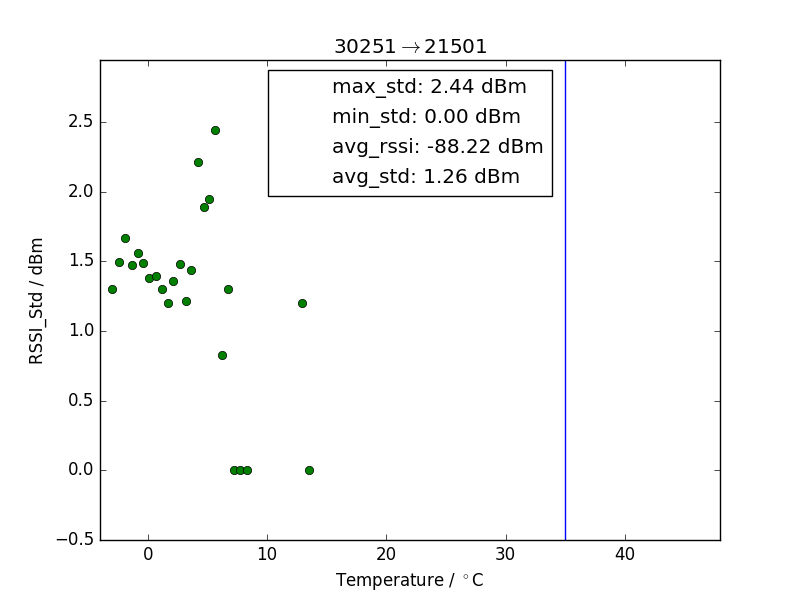 30251→21501
max_std: 2.44 dBm
min_std: 0.00 dBm
avg_rssi: -88.22 dBm
avg_std: 1.26 dBm
RSSI_Std / dBm
2.5
2.0
1.5
1.0
0.5
0.0
−0.5
0 10 20 30 40
Temperature / °C